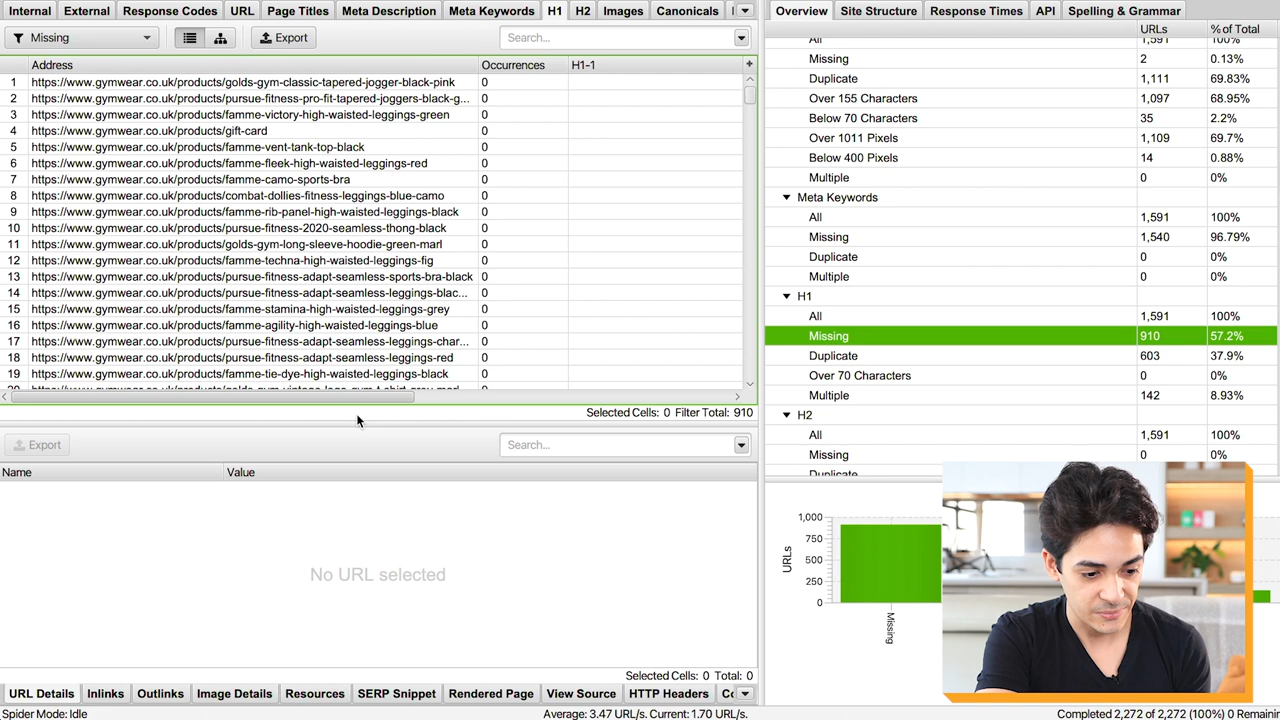 Internal External Response Codes URL Page Titles Meta Description Meta Keywords H1 H2 Images Canonicals
Missing Export Search...
Address Occurrences H1-1 +
1 https://www.gymwear.co.uk/products/golds-gym-classic-tapered-jogger-black-pink 0
2 https://www.gymwear.co.uk/products/pursue-fitness-pro-fit-tapered-joggers-black-g... 0
3 https://www.gymwear.co.uk/products/famme-victory-high-waisted-leggings-green 0
4 https://www.gymwear.co.uk/products/gift-card 0
5 https://www.gymwear.co.uk/products/famme-vent-tank-top-black 0
6 https://www.gymwear.co.uk/products/famme-fleek-high-waisted-leggings-red 0
7 https://www.gymwear.co.uk/products/famme-camo-sports-bra 0
8 https://www.gymwear.co.uk/products/combat-dollies-fitness-leggings-blue-camo 0
9 https://www.gymwear.co.uk/products/famme-rib-panel-high-waisted-leggings-black 0
10 https://www.gymwear.co.uk/products/pursue-fitness-2020-seamless-thong-black 0
11 https://www.gymwear.co.uk/products/golds-gym-long-sleeve-hoodie-green-marl 0
12 https://www.gymwear.co.uk/products/famme-techna-high-waisted-leggings-fig 0
13 https://www.gymwear.co.uk/products/pursue-fitness-adapt-seamless-sports-bra-black 0
14 https://www.gymwear.co.uk/products/pursue-fitness-adapt-seamless-leggings-blac... 0
15 https://www.gymwear.co.uk/products/famme-stamina-high-waisted-leggings-grey 0
16 https://www.gymwear.co.uk/products/famme-agility-high-waisted-leggings-blue 0
17 https://www.gymwear.co.uk/products/pursue-fitness-adapt-seamless-leggings-char... 0
18 https://www.gymwear.co.uk/products/pursue-fitness-adapt-seamless-leggings-red 0
19 https://www.gymwear.co.uk/products/famme-tie-dye-high-waisted-leggings-black 0
Selected Cells: 0 Filter Total: 910
Export Search...
Name Value
No URL selected
Selected Cells: 0 Total: 0
URL Details Inlinks Outlinks Image Details Resources SERP Snippet Rendered Page View Source HTTP Headers
Spider Mode: Idle Average: 3.47 URL/s. Current: 1.70 URL/s. Completed 2,272 of 2,272 (100%) 0 Remainin
Overview Site Structure Response Times API Spelling & Grammar
URLs % of Total
All 1,591 100%
Missing 2 0.13%
Duplicate 1,111 69.83%
Over 155 Characters 1,097 68.95%
Below 70 Characters 35 2.2%
Over 1011 Pixels 1,109 69.7%
Below 400 Pixels 14 0.88%
Multiple 0 0%
Meta Keywords
All 1,591 100%
Missing 1,540 96.79%
Duplicate 0 0%
Multiple 0 0%
H1
All 1,591 100%
Missing 910 57.2%
Duplicate 603 37.9%
Over 70 Characters 0 0%
Multiple 142 8.93%
H2
All 1,591 100%
Missing 0 0%
Duplicate
1,000
750
500
250
0
URLs
Missing